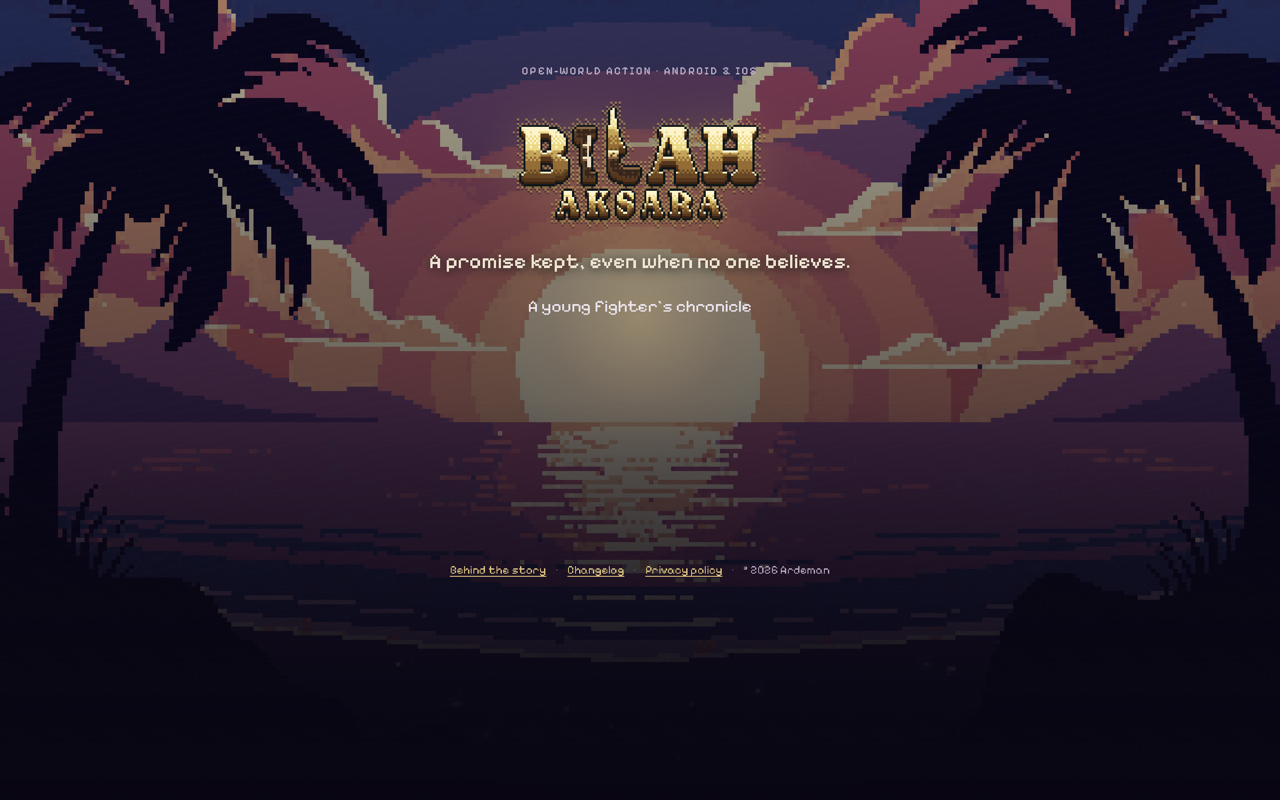 OPEN-WORLD ACTION · ANDROID & IOS
BILAH
AKSARA
A promise kept, even when no one believes.
A young fighter's chronicle
Behind the story · Changelog · Privacy policy · © 2026 Ardeman